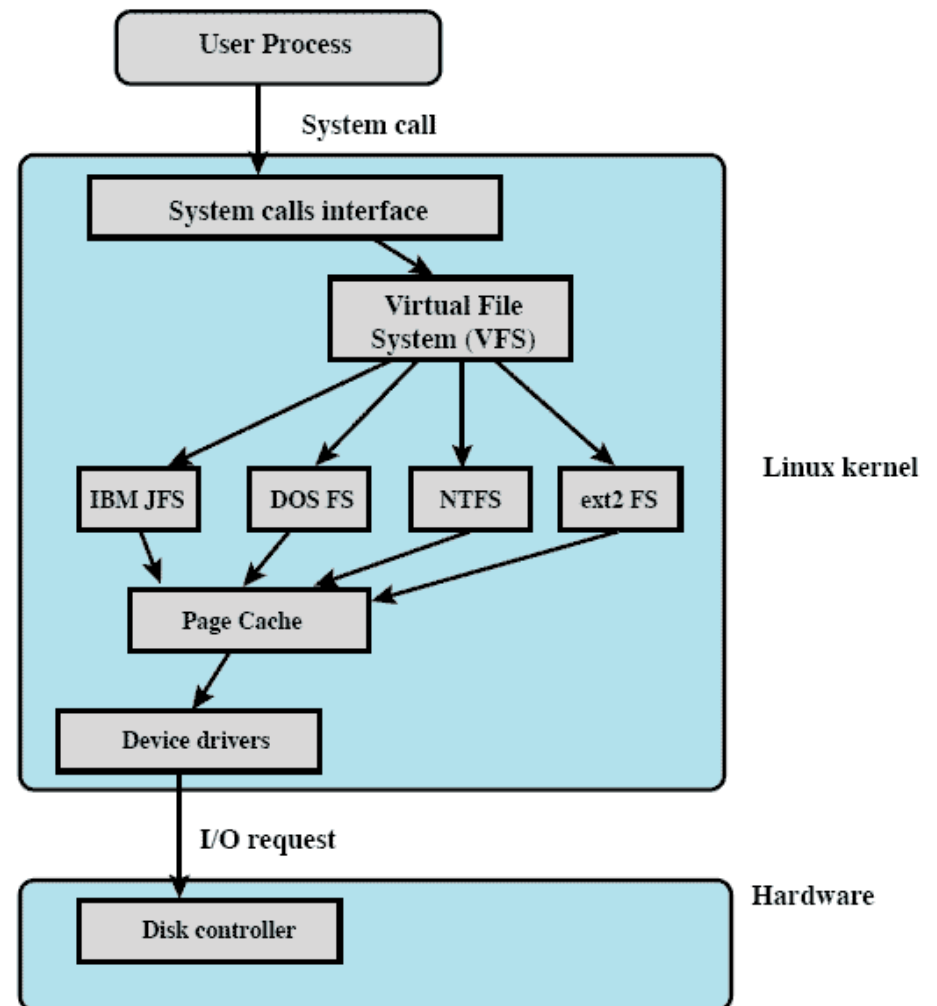 User Process
System call
System calls interface
Virtual File
System (VFS)
IBM JFS
DOS FS
NTFS
ext2 FS
Linux kernel
Page Cache
Device drivers
I/O request
Hardware
Disk controller